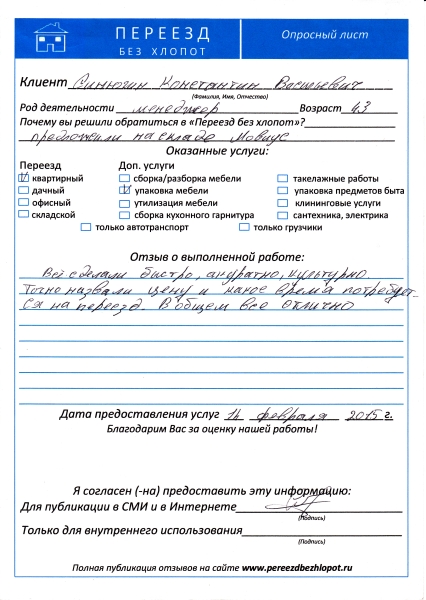 ПЕРЕЕЗД
БЕЗ ХЛОПОТ
Опросный лист
Клиент Синюгин Константин Васильевич
(Фамилия, Имя, Отчество)
Род деятельности менеджер Возраст 43
Почему вы решили обратиться в «Переезд без хлопот»?
предложили на складе Мовиус
Оказанные услуги:
Переезд Доп. услуги
квартирный сборка/разборка мебели такелажные работы
дачный упаковка мебели упаковка предметов быта
офисный утилизация мебели клининговые услуги
складской сборка кухонного гарнитура сантехника, электрика
только автотранспорт только грузчики
Отзыв о выполненной работе:
Всё сделали быстро, аккуратно, культурно.
Точно назвали цену и какое время потребует-
ся на переезд. В общем все отлично
Дата предоставления услуг 14 февраля 2015 г.
Благодарим Вас за оценку нашей работы!
Я согласен (-на) предоставить эту информацию:
Для публикации в СМИ и в Интернете
(Подпись)
Только для внутреннего использования
(Подпись)
Полная публикация отзывов на сайте www.pereezdbezhlopot.ru